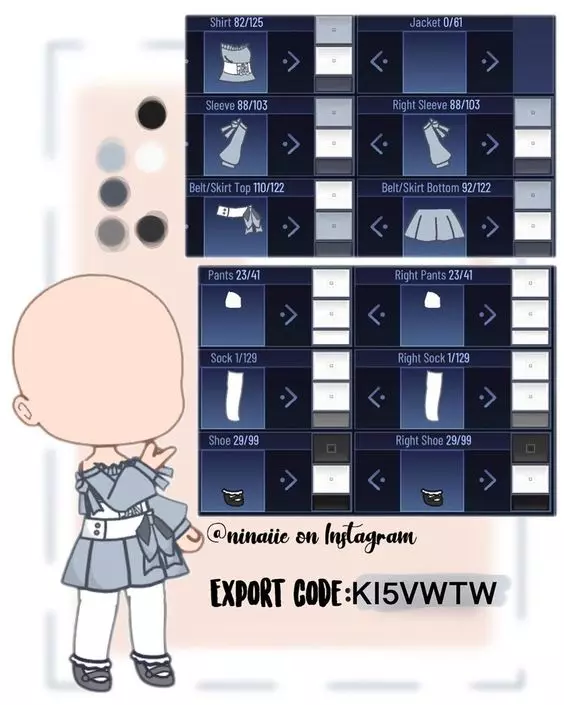 Shirt 82/125
Jacket 0/61
Sleeve 88/103
Right Sleeve 88/103
Belt/Skirt Top 110/122
Belt/Skirt Bottom 92/122
Pants 23/41
Right Pants 23/41
Sock 1/129
Right Sock 1/129
Shoe 29/99
Right Shoe 29/99
@ninaiie on Instagram
EXPORT CODE:KI5VWTW